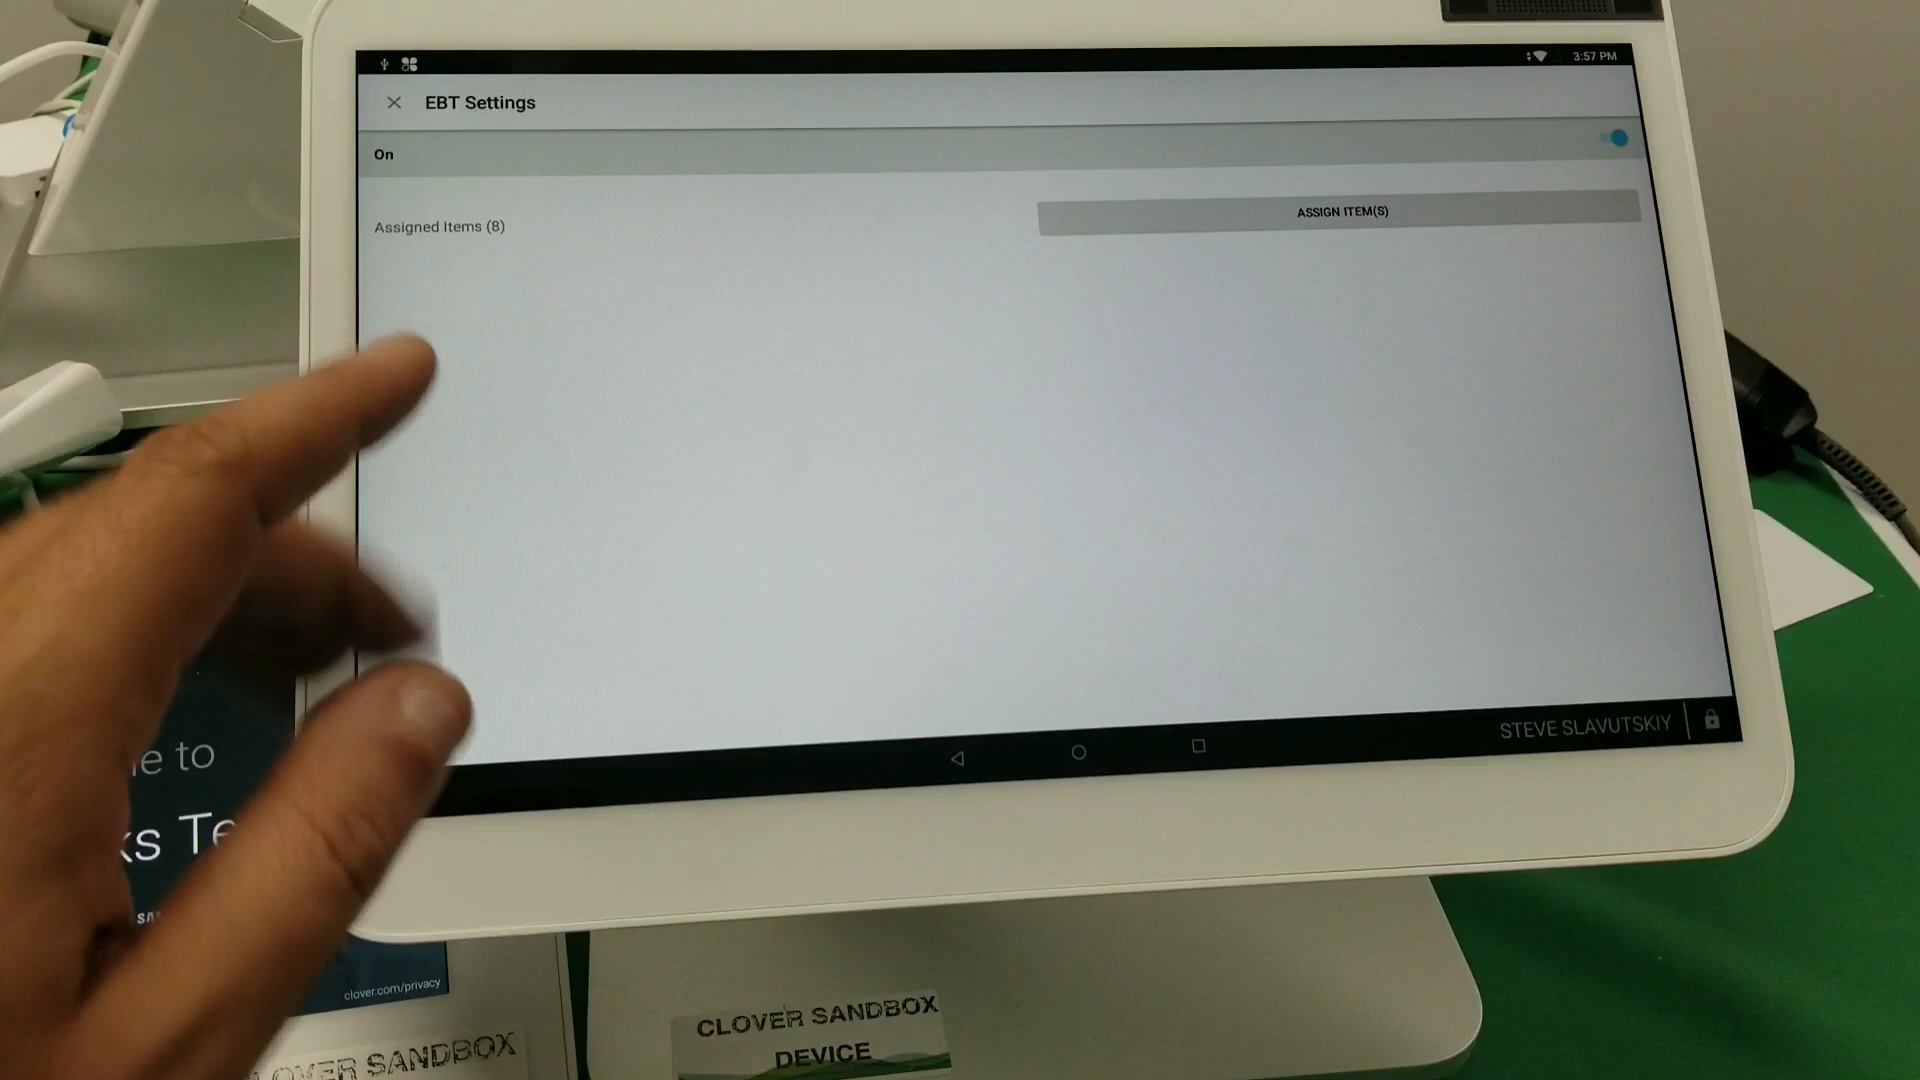 3:57 PM
EBT Settings
On
Assigned Items (8)
ASSIGN ITEM(S)
STEVE SLAVUTSKIY
to
clover.com/privacy
CLOVER SANDBOX
DEVICE
CLOVER SANDBOX